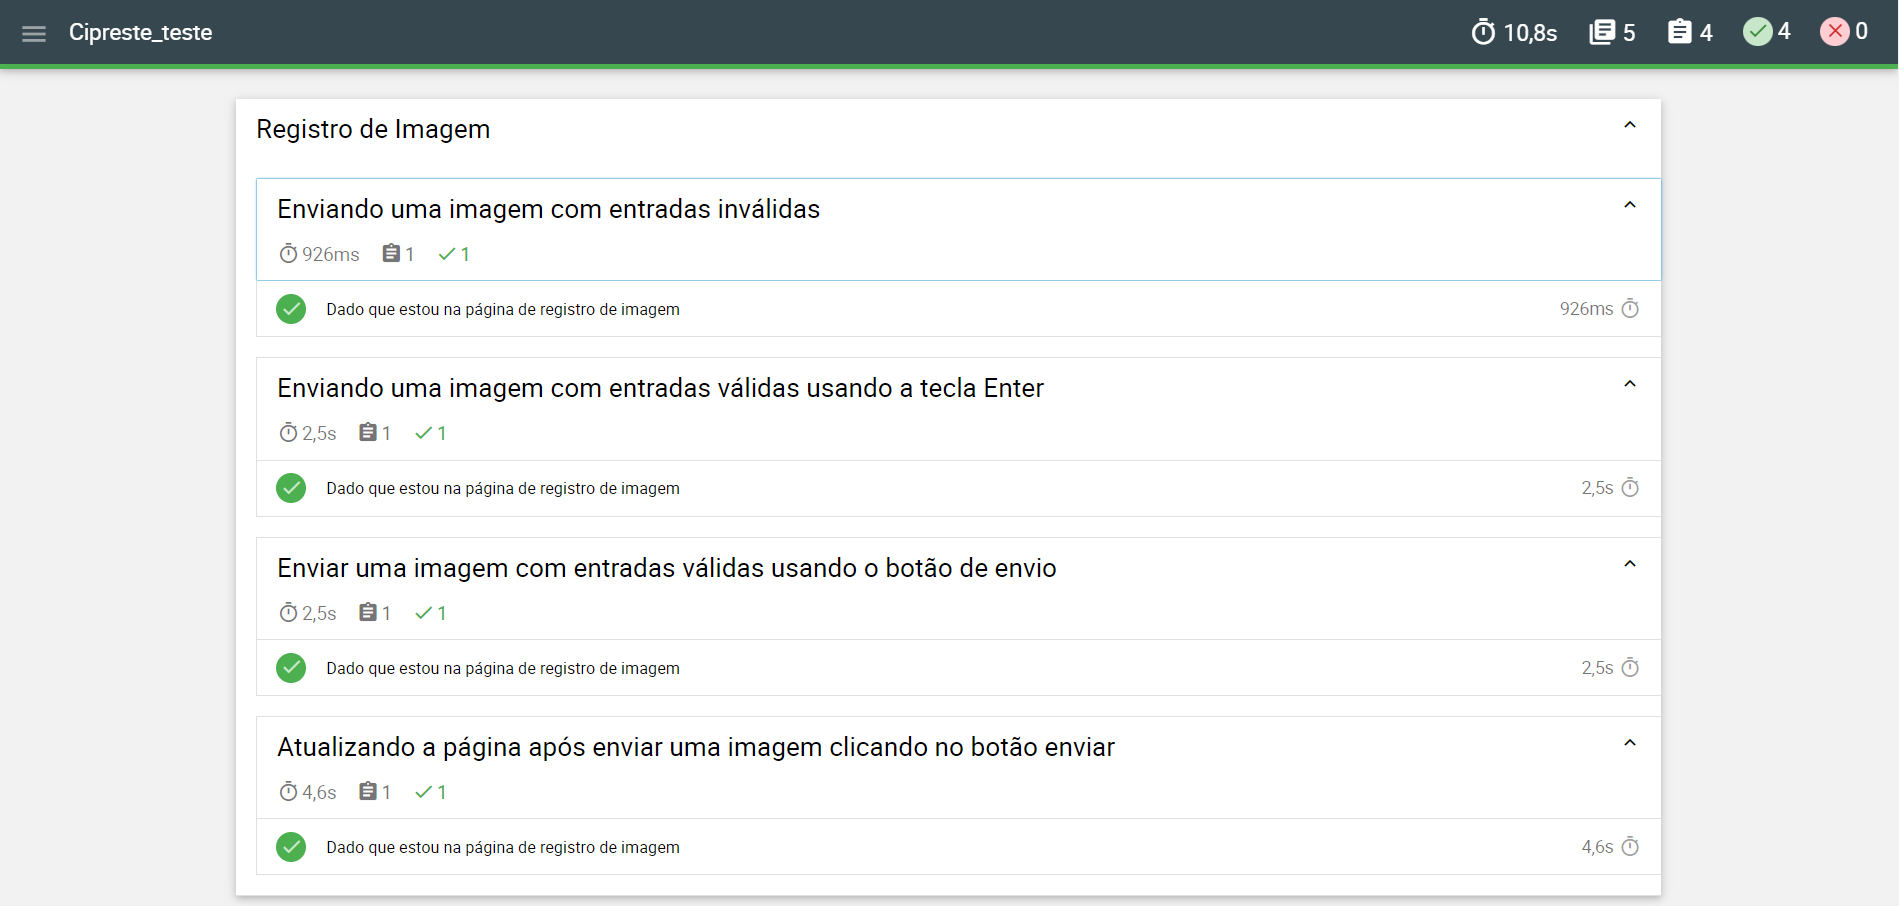 Cipreste_teste 10,8s 5 4 4 0
Registro de Imagem
Enviando uma imagem com entradas inválidas
926ms 1 1
Dado que estou na página de registro de imagem 926ms
Enviando uma imagem com entradas válidas usando a tecla Enter
2,5s 1 1
Dado que estou na página de registro de imagem 2,5s
Enviar uma imagem com entradas válidas usando o botão de envio
2,5s 1 1
Dado que estou na página de registro de imagem 2,5s
Atualizando a página após enviar uma imagem clicando no botão enviar
4,6s 1 1
Dado que estou na página de registro de imagem 4,6s